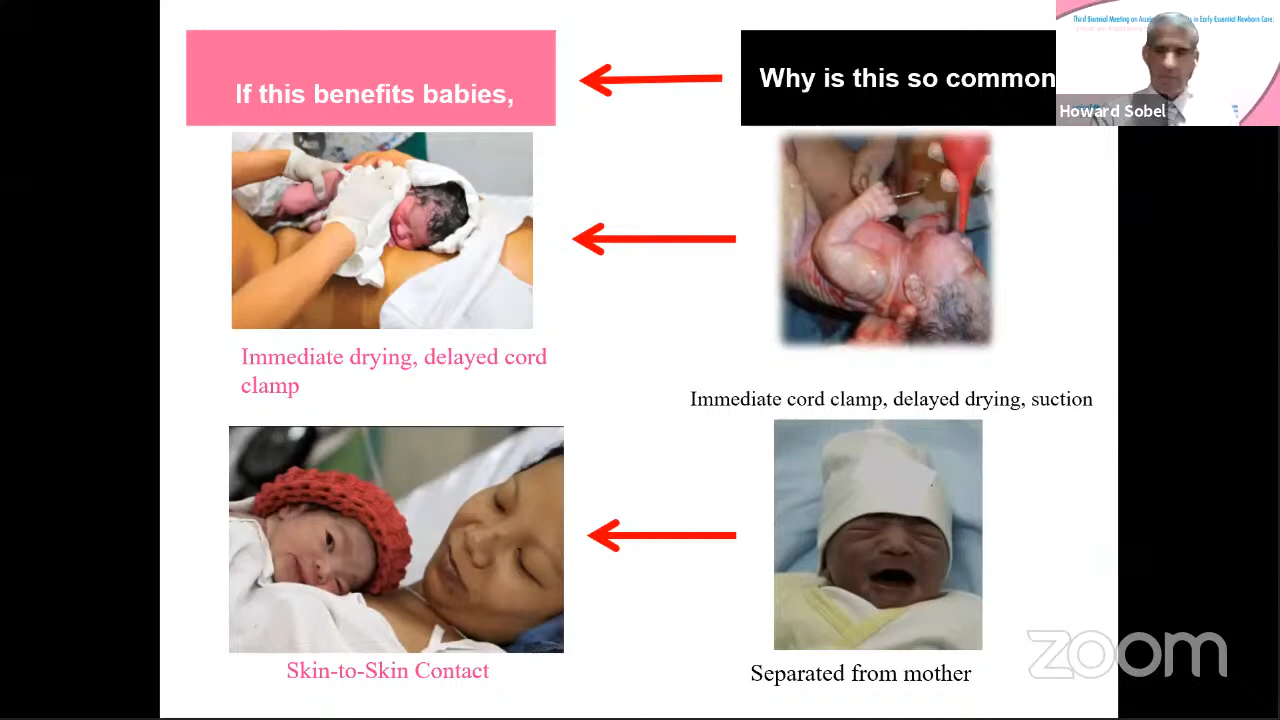 Third Biennial Meeting on
in Early Essential Newborn Care:
If this benefits babies,
Why is this so common
Howard Sobel
Immediate drying, delayed cord
clamp
Immediate cord clamp, delayed drying, suction
Skin-to-Skin Contact
Separated from mother
zoom